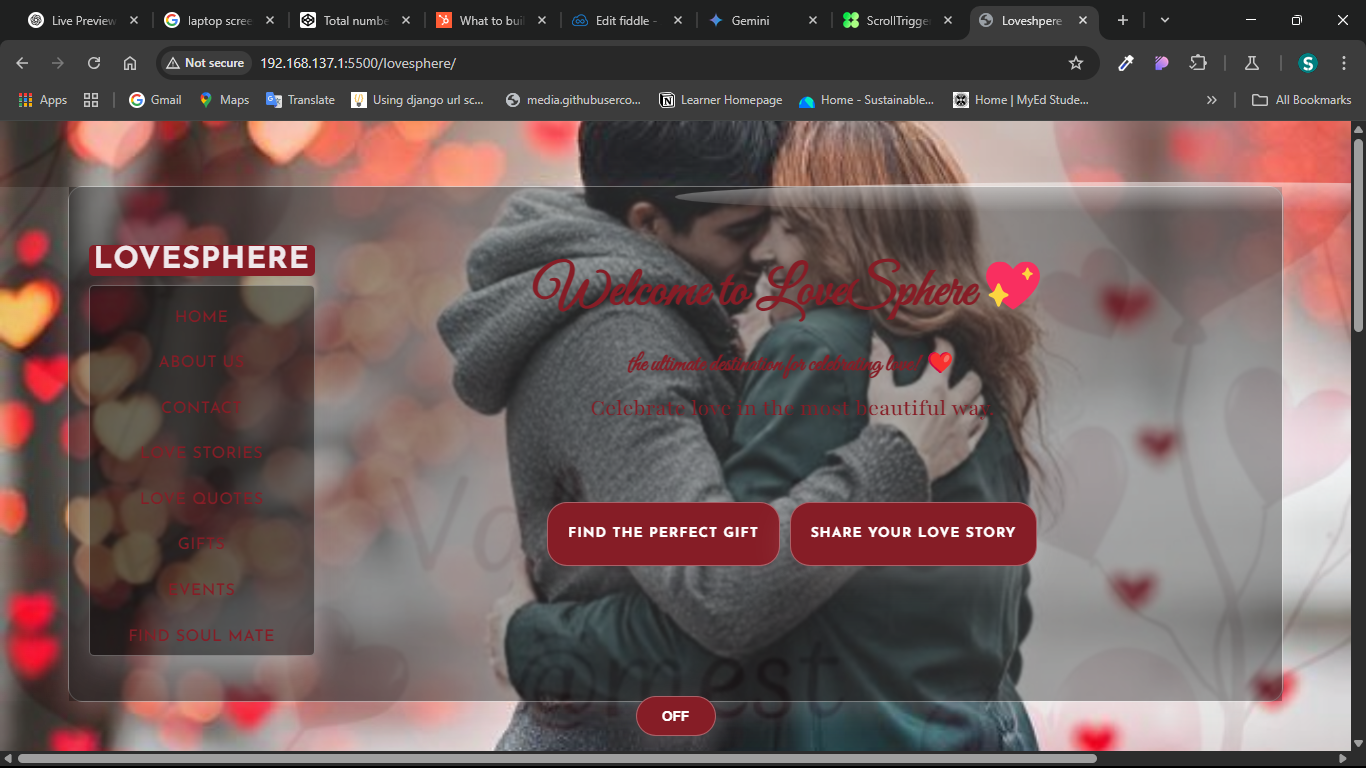 Live Preview
laptop scree
Total numbe
What to bui
Edit fiddle -
Gemini
ScrollTrigge
Loveshpere
Not secure
192.168.137.1:5500/lovesphere/
S
Apps
Gmail
Maps
Translate
Using django url sc...
media.githubuserco...
Learner Homepage
Home - Sustainable...
Home | MyEd Stude...
All Bookmarks
LOVESPHERE
HOME
ABOUT US
CONTACT
LOVE STORIES
LOVE QUOTES
GIFTS
EVENTS
FIND SOUL MATE
Welcome to LoveSphere 💖
the ultimate destination for celebrating love! ❤️
Celebrate love in the most beautiful way.
FIND THE PERFECT GIFT
SHARE YOUR LOVE STORY
@mest
OFF